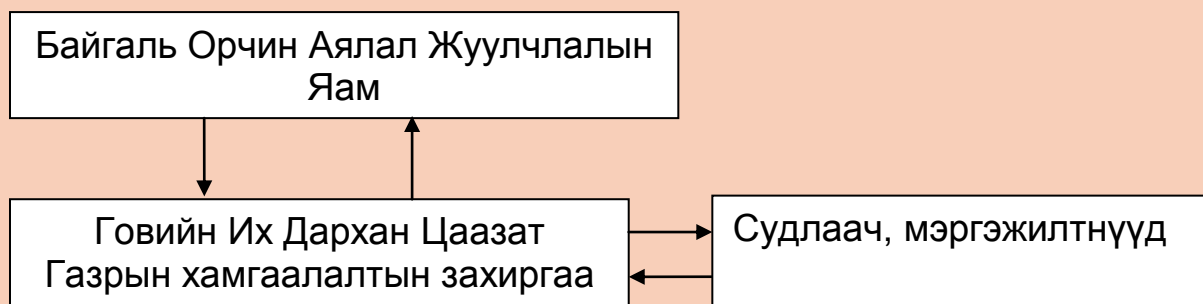 Байгаль Орчин Аялал Жуулчлалын
Яам
Говийн Их Дархан Цаазат
Газрын хамгаалалтын захиргаа
Судлаач, мэргэжилтнүүд